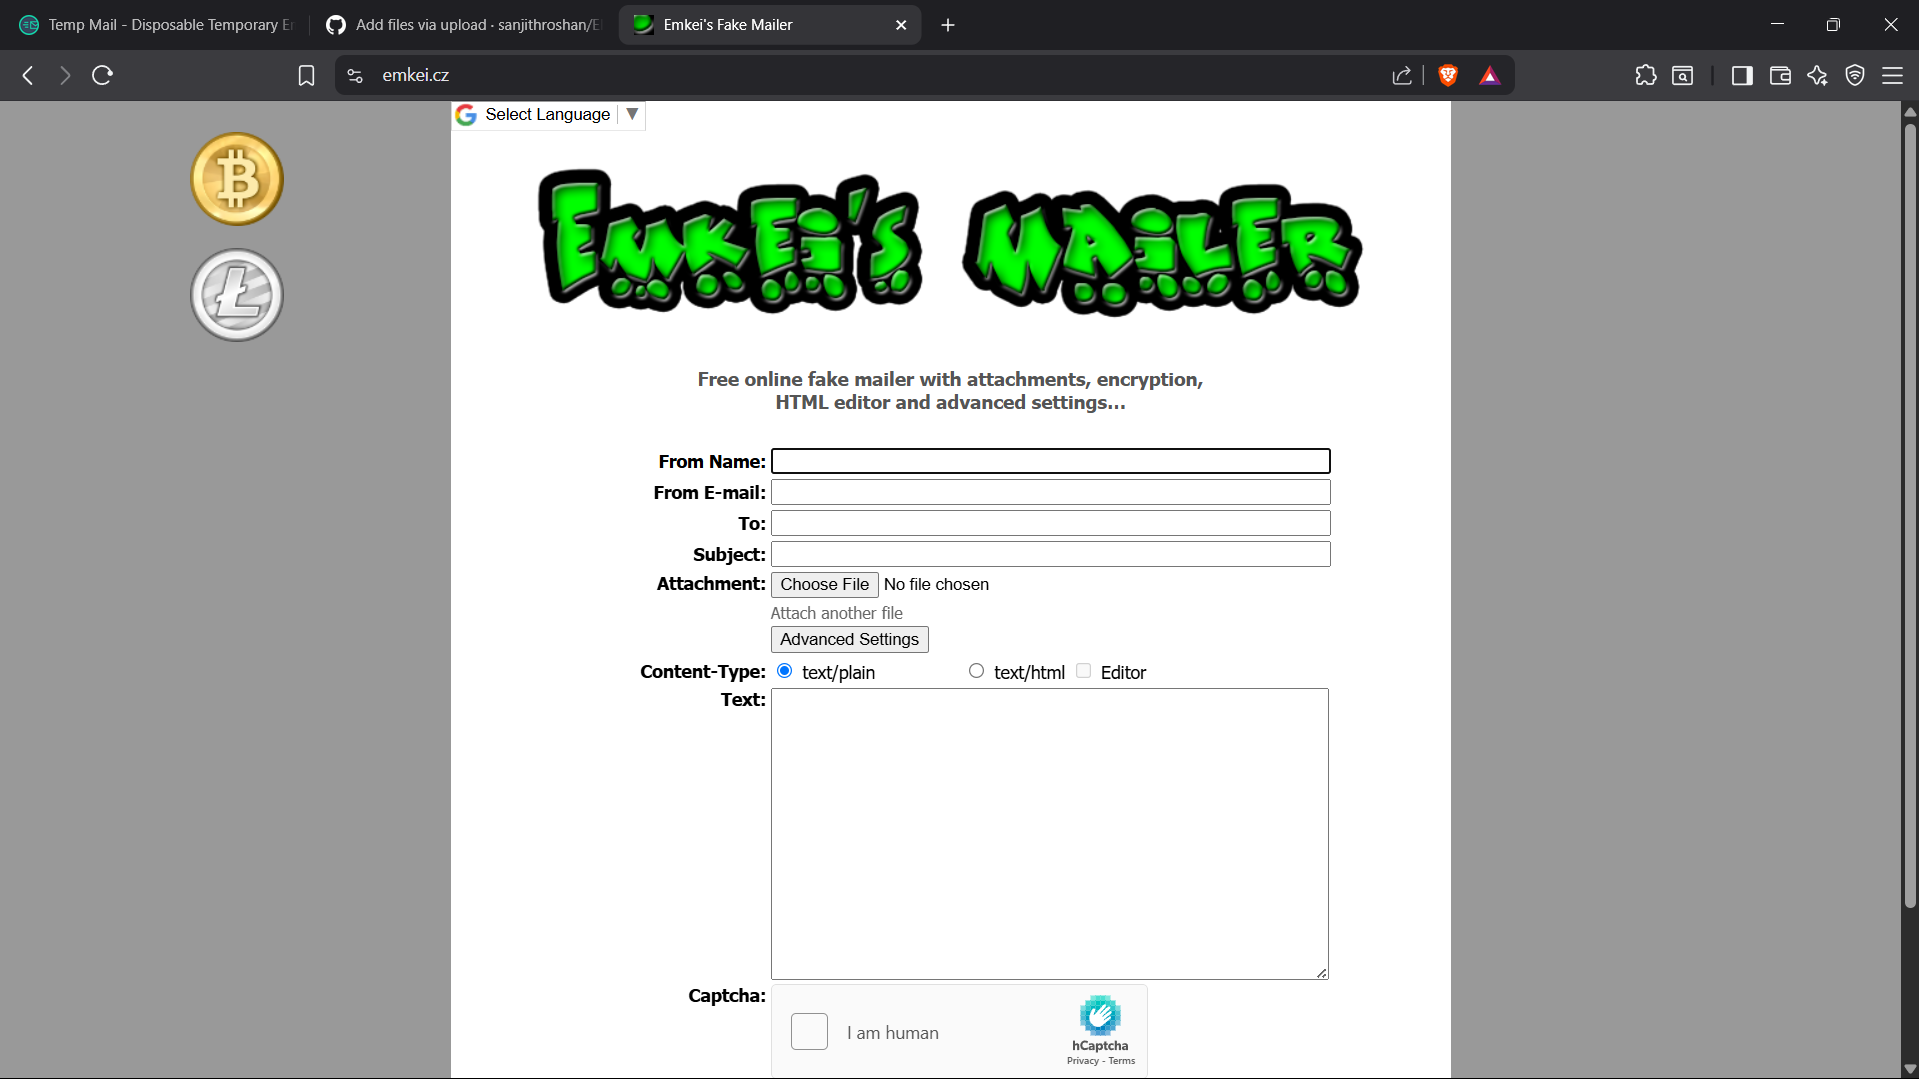 Temp Mail - Disposable Temporary E
Add files via upload · sanjithroshan/E
Emkei's Fake Mailer
emkei.cz
Select Language
EMKEI'S MAILER
Free online fake mailer with attachments, encryption,
HTML editor and advanced settings...
From Name:
From E-mail:
To:
Subject:
Attachment: Choose File No file chosen
Attach another file
Advanced Settings
Content-Type: text/plain text/html Editor
Text:
Captcha:
I am human
hCaptcha
Privacy - Terms